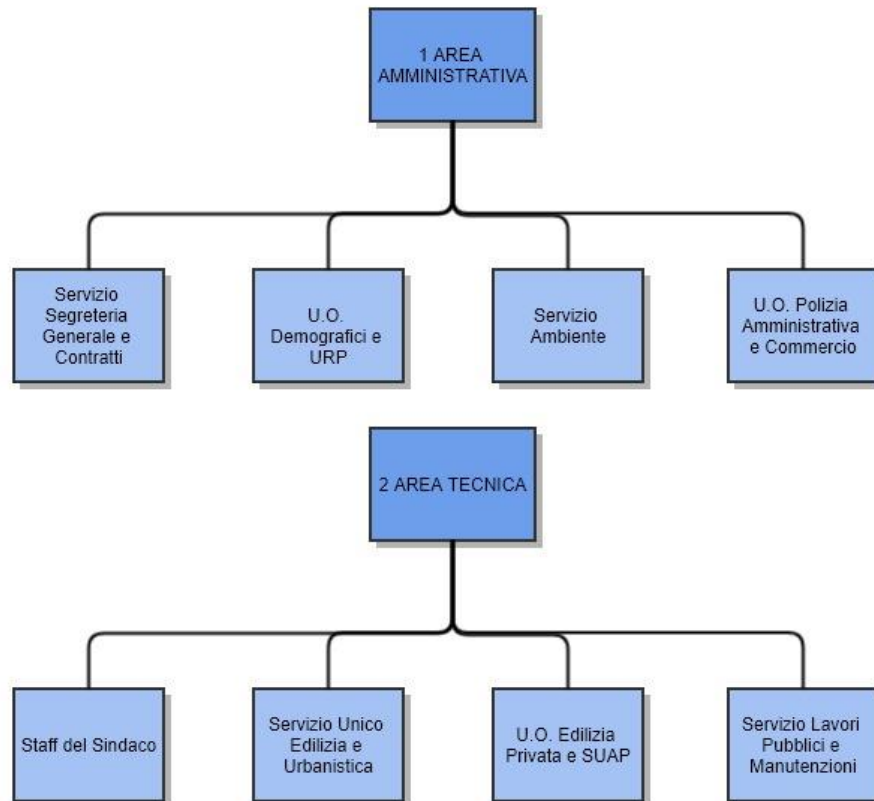 1 AREA
AMMINISTRATIVA
Servizio
Segreteria
Generale e
Contratti
U.O.
Demografici e
URP
Servizio
Ambiente
U.O. Polizia
Amministrativa
e Commercio
2 AREA TECNICA
Staff del Sindaco
Servizio Unico
Edilizia e
Urbanistica
U.O. Edilizia
Privata e SUAP
Servizio Lavori
Pubblici e
Manutenzioni